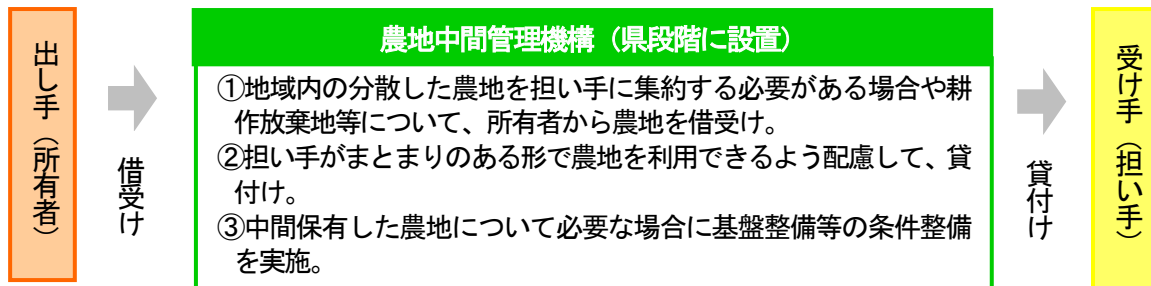 出し手（所有者）
借受け
農地中間管理機構（県段階に設置）
①地域内の分散した農地を担い手に集約する必要がある場合や耕
作放棄地等について、所有者から農地を借受け。
②担い手がまとまりのある形で農地を利用できるよう配慮して、貸
付け。
③中間保有した農地について必要な場合に基盤整備等の条件整備
を実施。
貸付け
受け手（担い手）